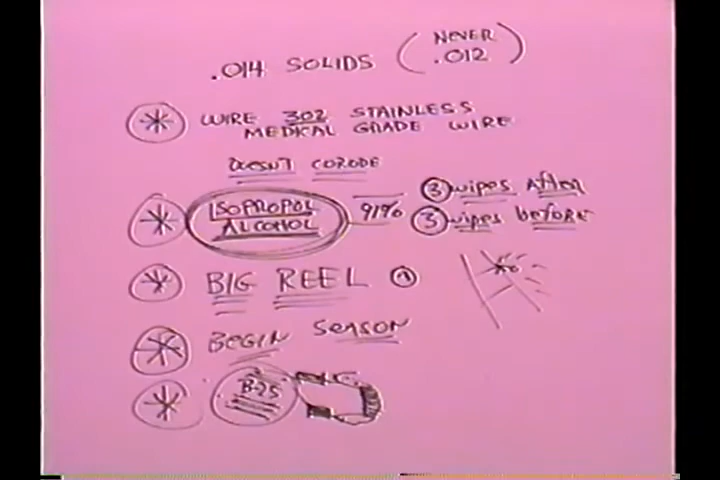 .014 SOLIDS (NEVER .012)
WIRE 302 STAINLESS
MEDICAL GRADE WIRE
DOESN'T CORODE
ISOPROPOL ALCOHOL 91% 3 wipes After
3 wipes before
BIG REEL 1
BEGIN SEASON
B-75